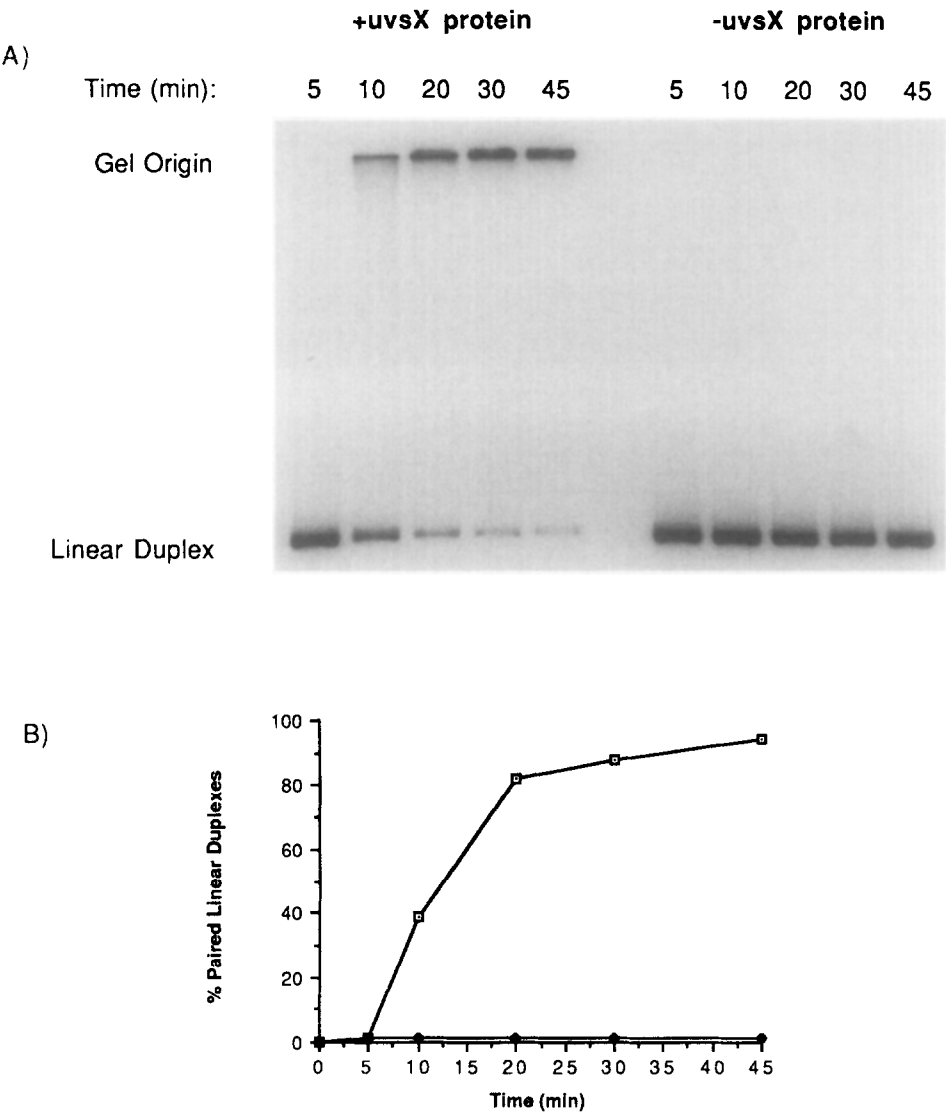 +uvsX protein -uvsX protein
A)
Time (min): 5 10 20 30 45 5 10 20 30 45
Gel Origin
Linear Duplex
B)
% Paired Linear Duplexes
100
80
60
40
20
0
0 5 10 15 20 25 30 35 40 45
Time (min)